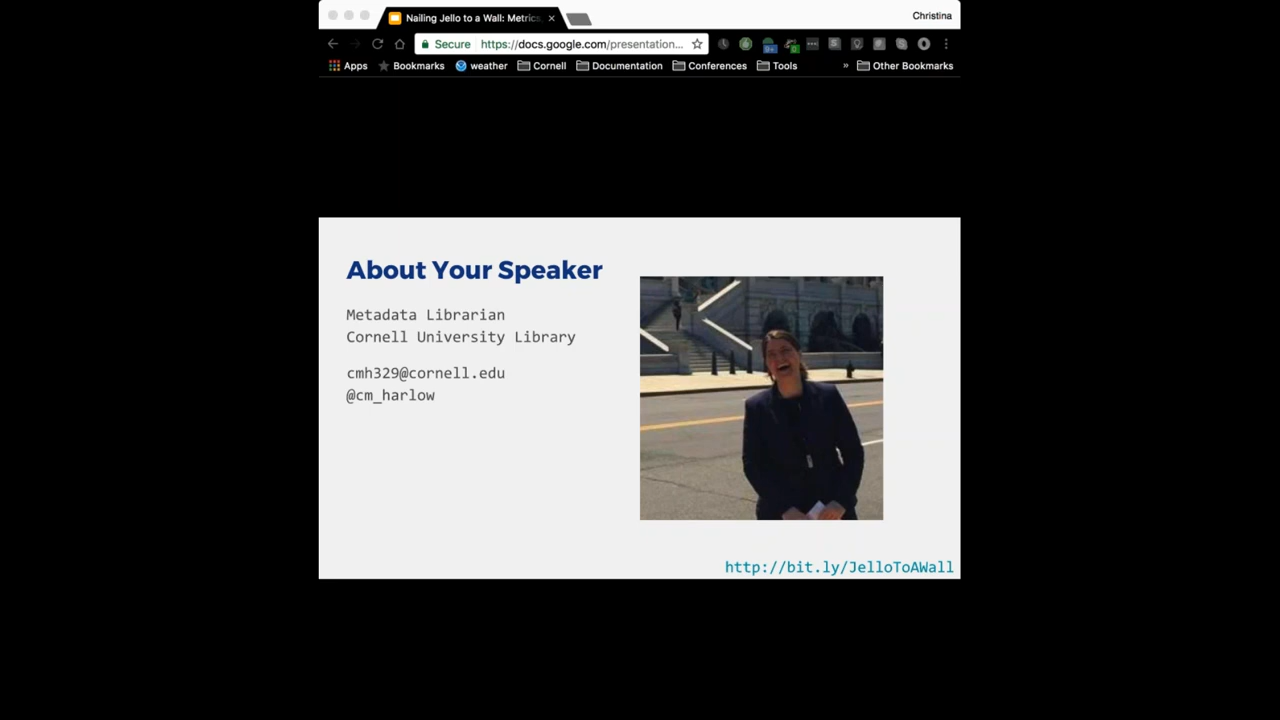 Nailing Jello to a Wall: Metrics,
Christina
Secure https://docs.google.com/presentation...
Apps Bookmarks weather Cornell Documentation Conferences Tools » Other Bookmarks
About Your Speaker
Metadata Librarian
Cornell University Library
cmh329@cornell.edu
@cm_harlow
http://bit.ly/JelloToAWall